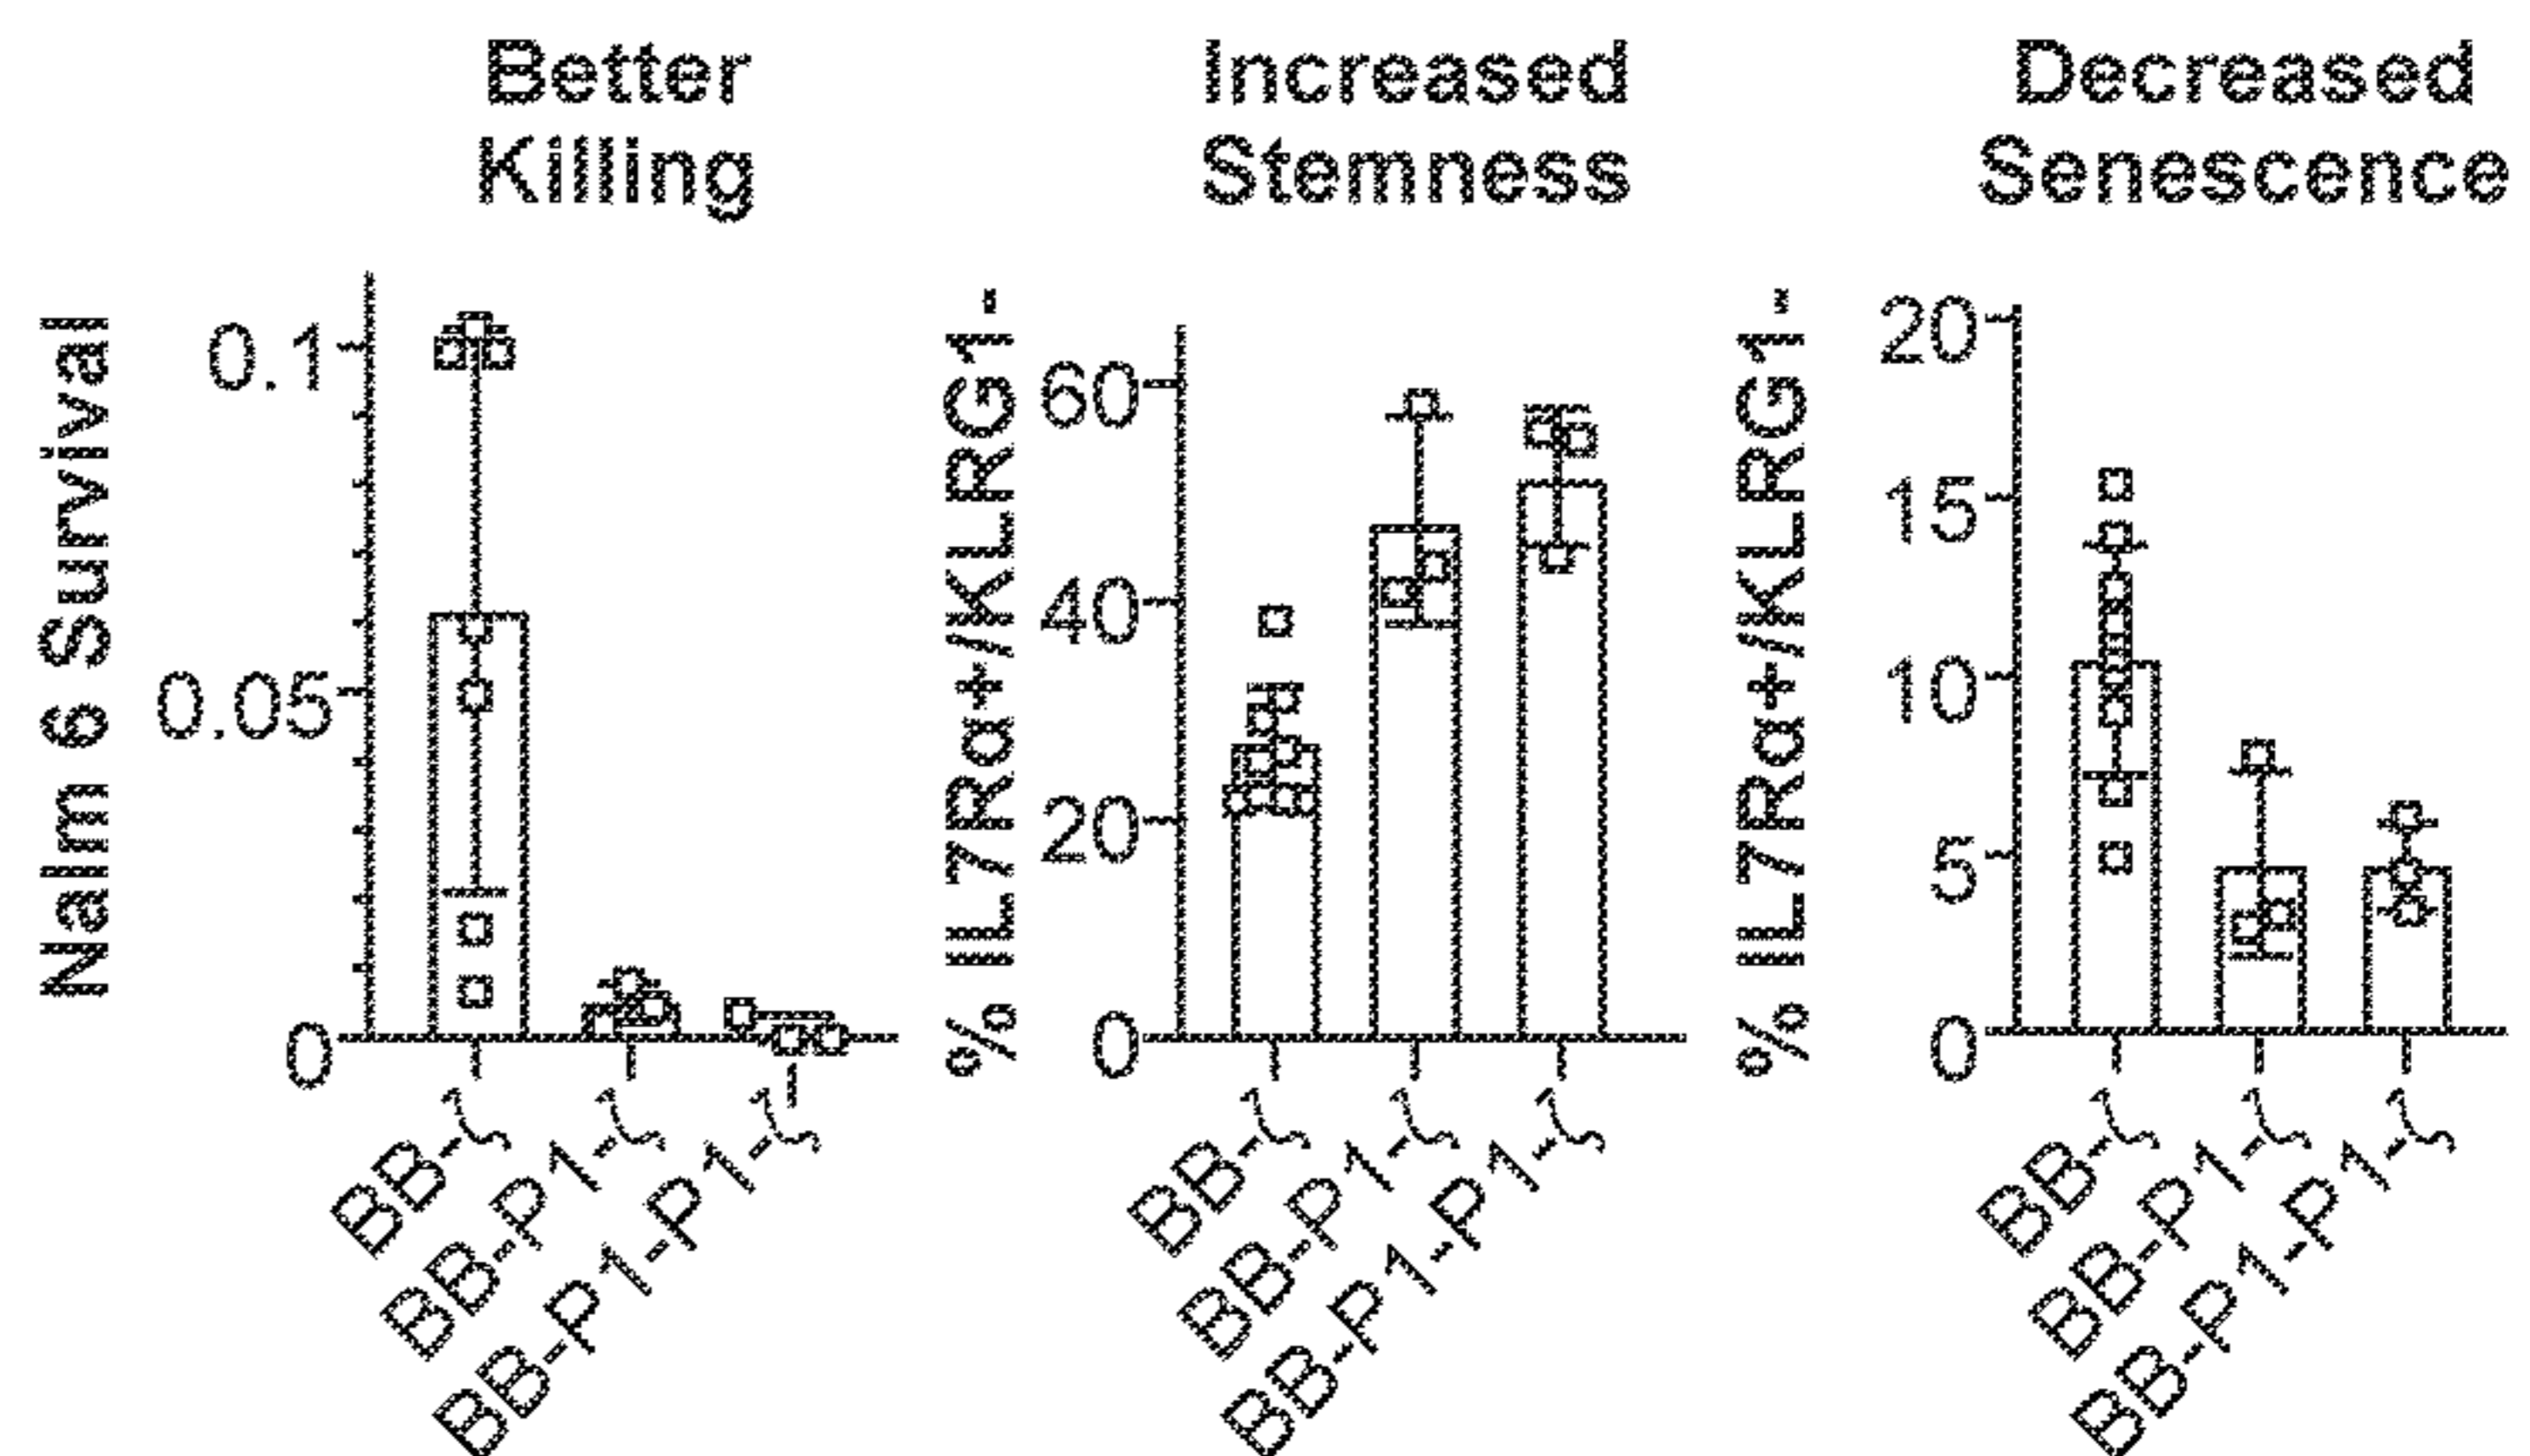 Better
Killing
Nalm 6 Survival
0.1
0.05
0
BB-ζ
BB-P1-ζ
BB-P1-P1-ζ
Increased
Stemness
% IL7Rα+/KLRG1-
60
40
20
0
BB-ζ
BB-P1-ζ
BB-P1-P1-ζ
Decreased
Senescence
% IL7Rα+/KLRG1-
20
15
10
5
0
BB-ζ
BB-P1-ζ
BB-P1-P1-ζ